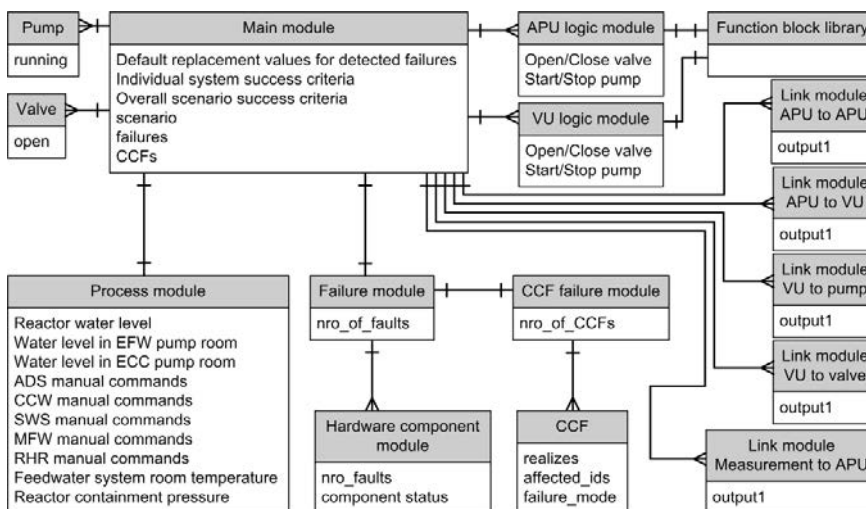 Pump
running
Valve
open
Main module
Default replacement values for detected failures
Individual system success criteria
Overall scenario success criteria
scenario
failures
CCFs
APU logic module
Open/Close valve
Start/Stop pump
VU logic module
Open/Close valve
Start/Stop pump
Function block library
Link module
APU to APU
output1
Link module
APU to VU
output1
Link module
VU to pump
output1
Link module
VU to valve
output1
Link module
Measurement to APU
output1
Process module
Reactor water level
Water level in EFW pump room
Water level in ECC pump room
ADS manual commands
CCW manual commands
SWS manual commands
MFW manual commands
RHR manual commands
Feedwater system room temperature
Reactor containment pressure
Failure module
nro_of_faults
CCF failure module
nro_of_CCFs
Hardware component
module
nro_faults
component status
CCF
realizes
affected_ids
failure_mode